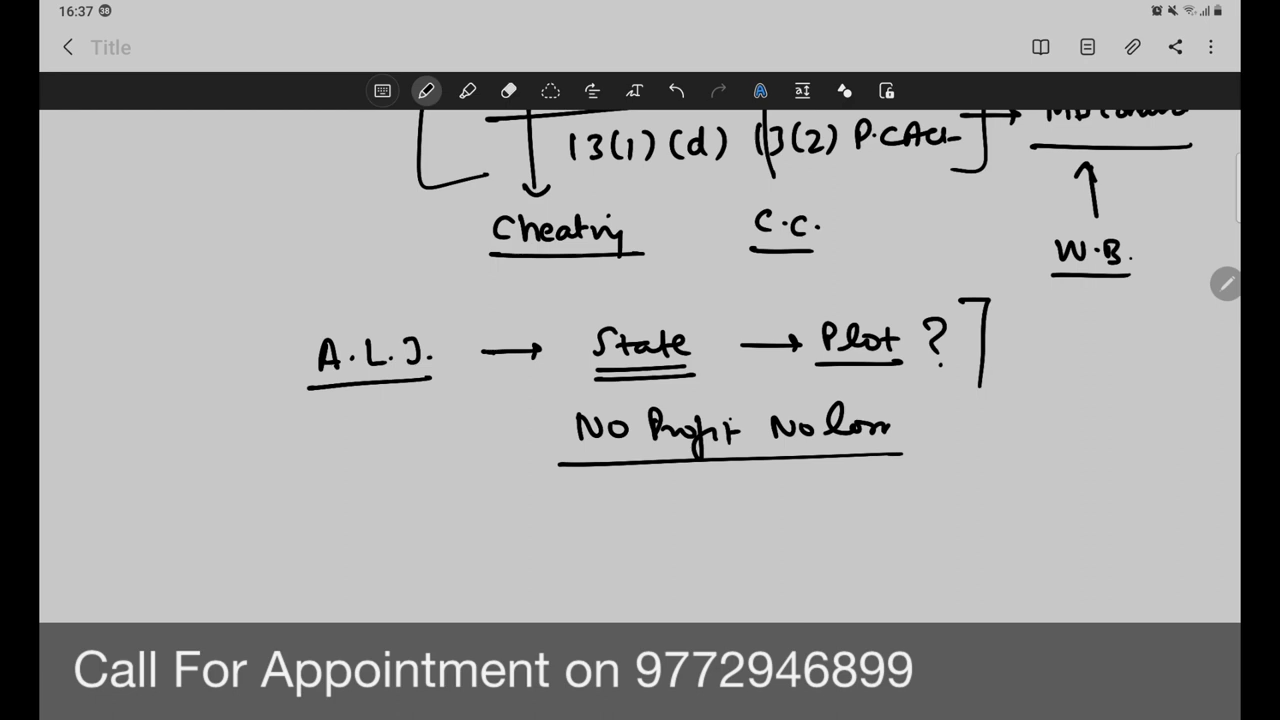 16:37 38
Title
13(1)(d) 13(2) P.C Act
Cheating C.C.
W.B.
A.L.J. → State → Plot ?
No Profit No loss
Call For Appointment on 9772946899